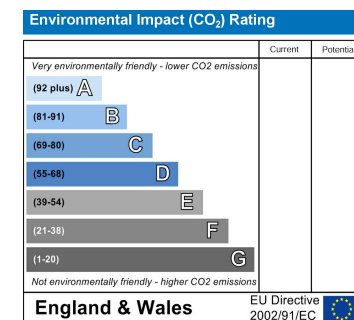 Environmental Impact (CO₂) Rating
Current Potentia
Very environmentally friendly - lower CO2 emissions
(92 plus) A
(81-91) B
(69-80) C
(55-68) D
(39-54) E
(21-38) F
(1-20) G
Not environmentally friendly - higher CO2 emissions
England & Wales
EU Directive
2002/91/EC